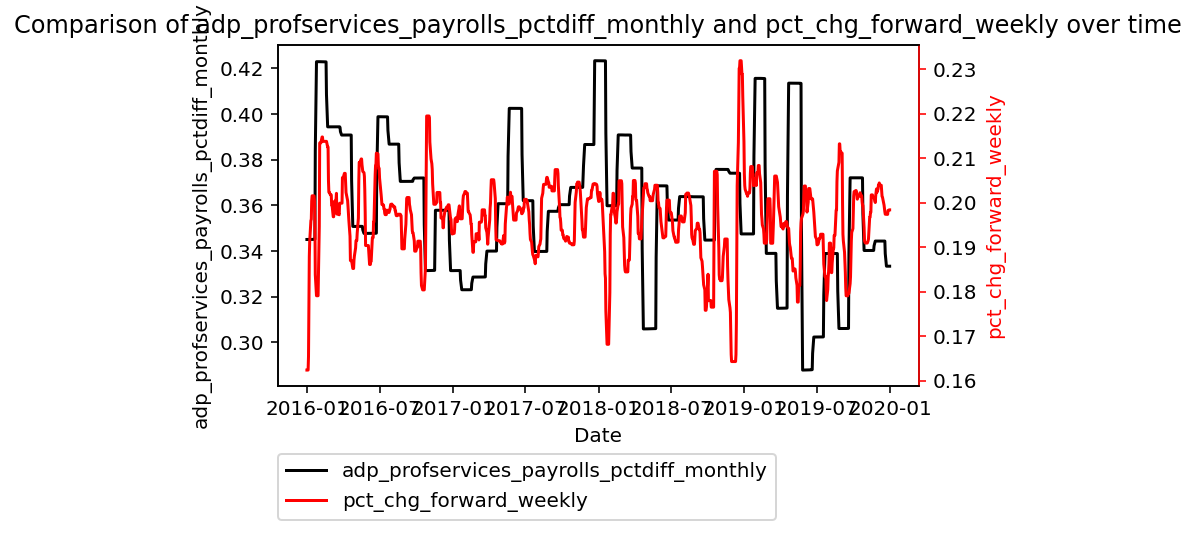 Comparison of adp_profservices_payrolls_pctdiff_monthly and pct_chg_forward_weekly over time
adp_profservices_payrolls_pctdiff_monthly
0.42
0.40
0.38
0.36
0.34
0.32
0.30
0.23
0.22
0.21
0.20
0.19
0.18
0.17
0.16
pct_chg_forward_weekly
2016-01 2016-07 2017-01 2017-07 2018-01 2018-07 2019-01 2019-07 2020-01
Date
adp_profservices_payrolls_pctdiff_monthly
pct_chg_forward_weekly